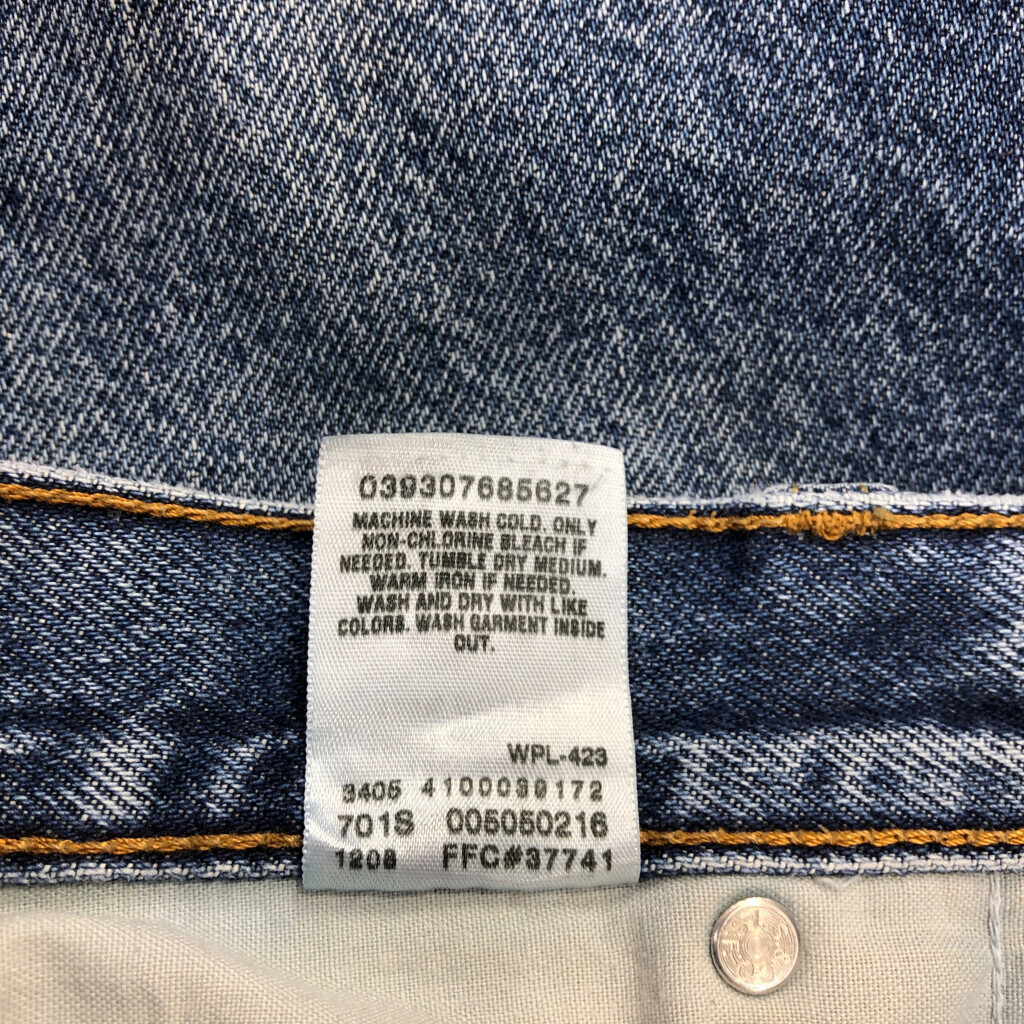 039307685627
MACHINE WASH COLD. ONLY
NON-CHLORINE BLEACH IF
NEEDED. TUMBLE DRY MEDIUM.
WARM IRON IF NEEDED.
WASH AND DRY WITH LIKE
COLORS. WASH GARMENT INSIDE
OUT.
WPL-423
3405 4100039172
701S 005050216
1208 FFC#37741